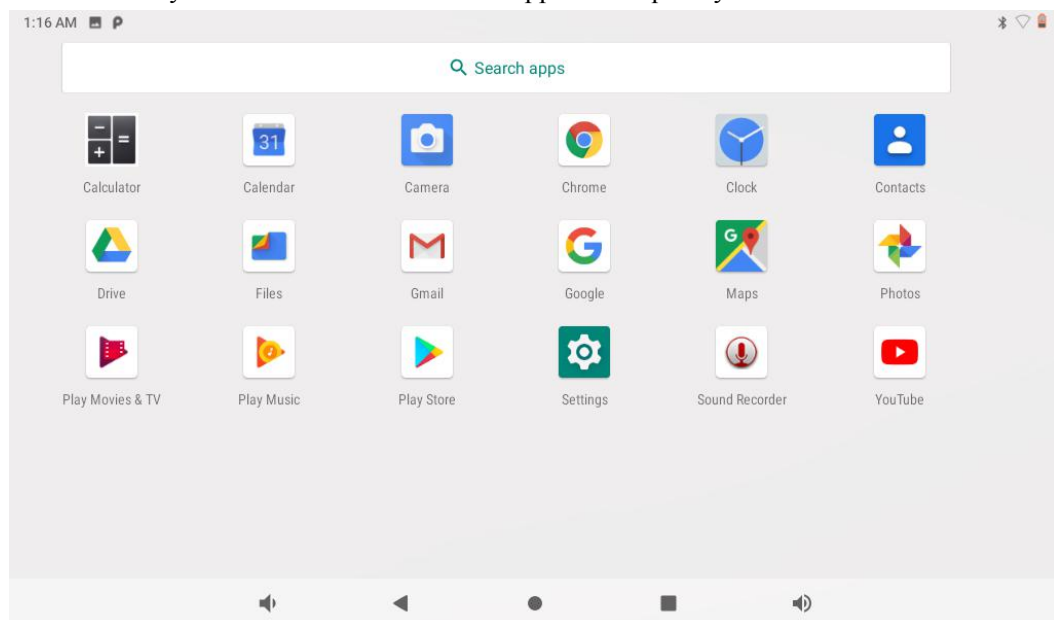 1:16 AM
Search apps
31
Calculator Calendar Camera Chrome Clock Contacts
G
Drive Files Gmail Google Maps Photos
Play Movies & TV Play Music Play Store Settings Sound Recorder YouTube